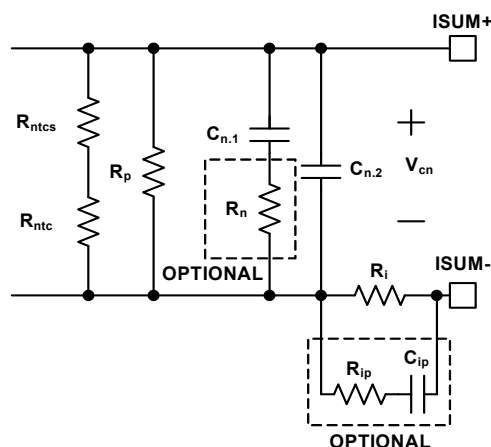 ISUM+
Rntcs
Cn.1
+
Rp
Cn.2
Vcn
Rntc
Rn
−
OPTIONAL
Ri
ISUM-
Rip
Cip
OPTIONAL